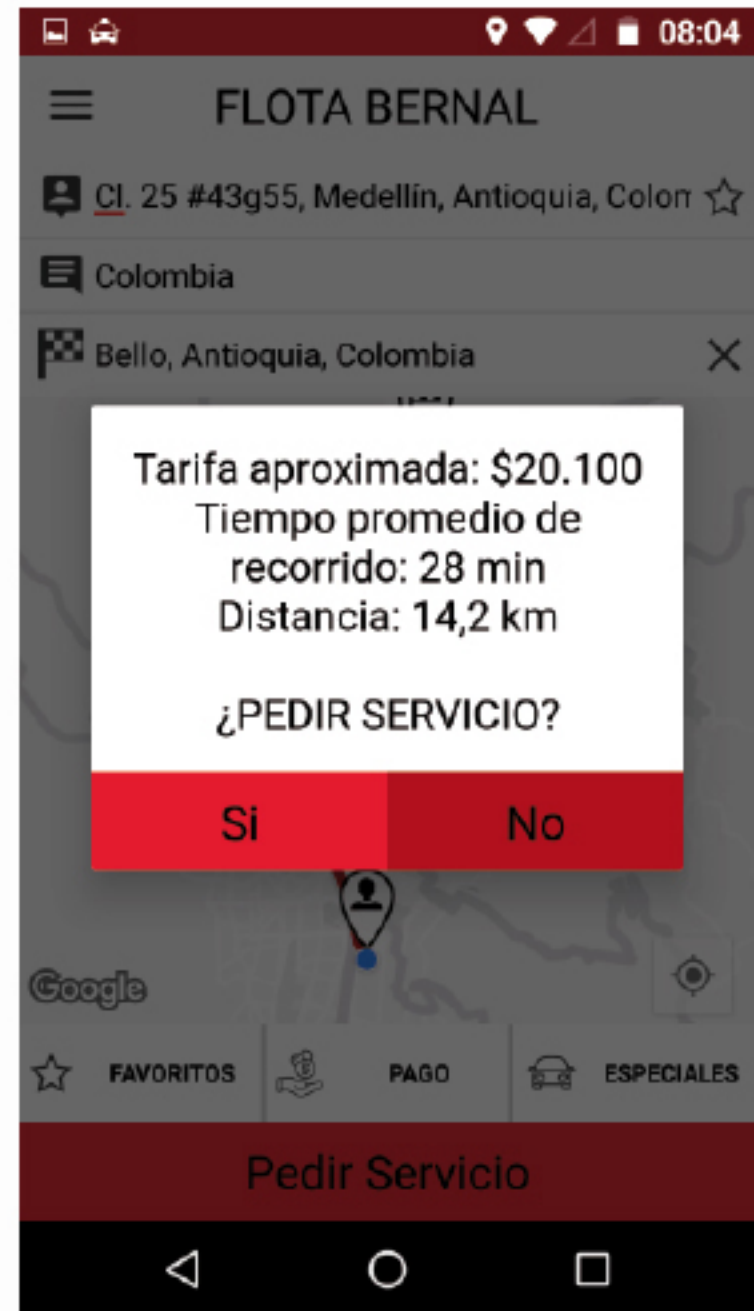 08:04
FLOTA BERNAL
Cl. 25 #43g55, Medellín, Antioquia, Colom
Colombia
Bello, Antioquia, Colombia
Tarifa aproximada: $20.100
Tiempo promedio de
recorrido: 28 min
Distancia: 14,2 km
¿PEDIR SERVICIO?
Si No
Google
FAVORITOS PAGO ESPECIALES
Pedir Servicio